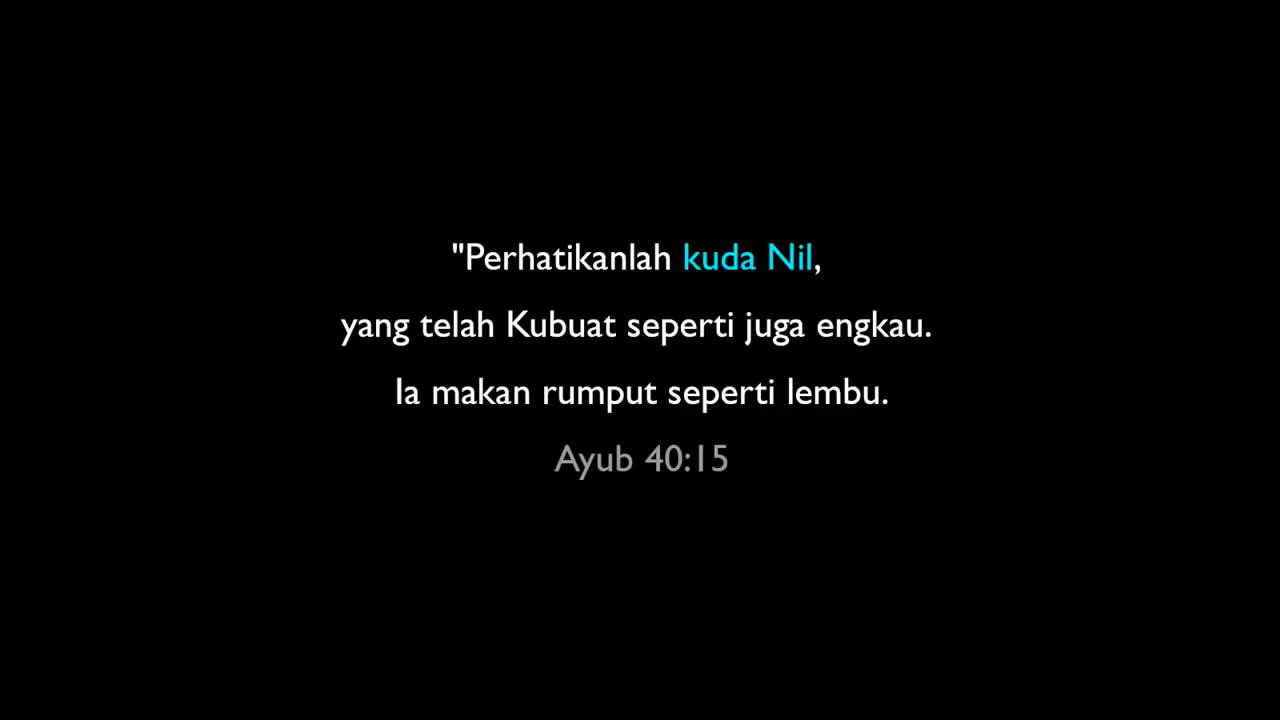 "Perhatikanlah kuda Nil,
yang telah Kubuat seperti juga engkau.
Ia makan rumput seperti lembu.
Ayub 40:15